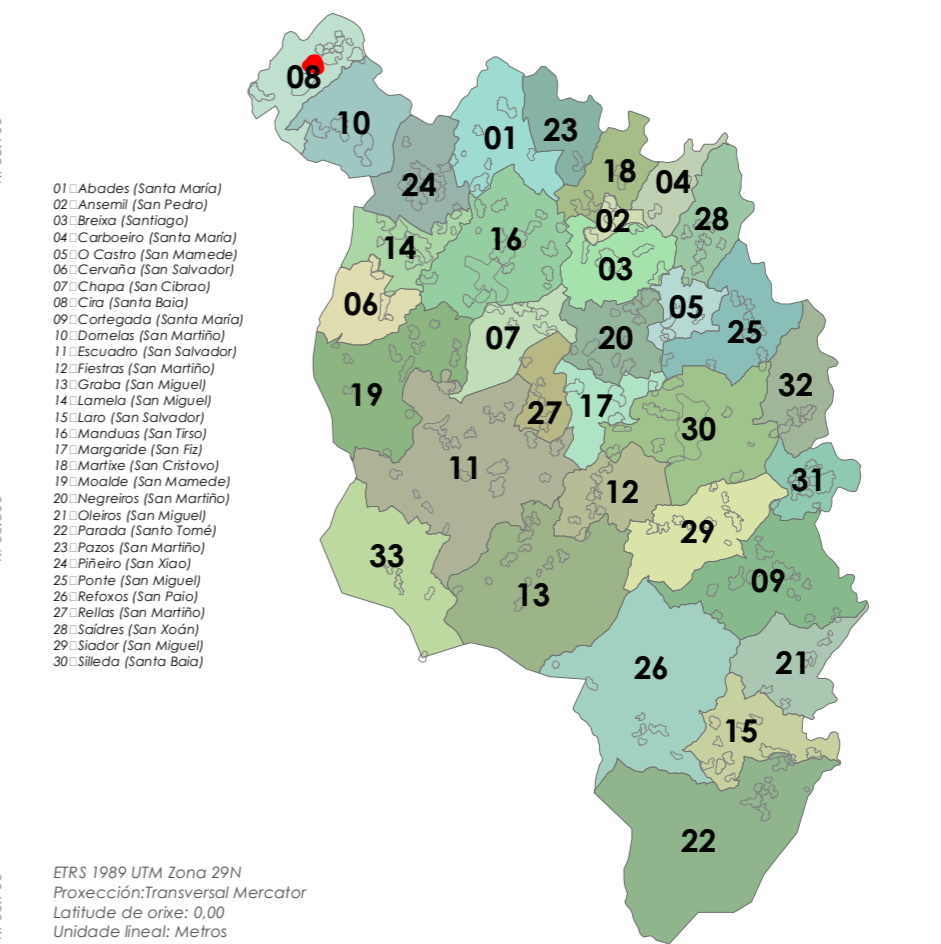 08
10
01
23
18
04
24
02
28
14
16
03
06
05
07
20
25
19
32
27
17
30
11
12
31
29
33
09
13
26
21
15
22
01 Abades (Santa María)
02 Ansemil (San Pedro)
03 Breixa (Santiago)
04 Carboeiro (Santa María)
05 O Castro (San Mamede)
06 Cervaña (San Salvador)
07 Chapa (San Cibrao)
08 Cira (Santa Baia)
09 Cortegada (Santa María)
10 Dornelas (San Martiño)
11 Escuadro (San Salvador)
12 Fiestras (San Martiño)
13 Graba (San Miguel)
14 Lamela (San Miguel)
15 Laro (San Salvador)
16 Manduas (San Tirso)
17 Margaride (San Fiz)
18 Martixe (San Cristovo)
19 Moalde (San Mamede)
20 Negreiros (San Martiño)
21 Oleiros (San Miguel)
22 Parada (Santo Tomé)
23 Pazos (San Martiño)
24 Piñeiro (San Xiao)
25 Ponte (San Miguel)
26 Refoxos (San Paio)
27 Rellas (San Martiño)
28 Saídres (San Xoán)
29 Siador (San Miguel)
30 Silleda (Santa Baia)
ETRS 1989 UTM Zona 29N
Proxección:Transversal Mercator
Latitude de orixe: 0,00
Unidade lineal: Metros